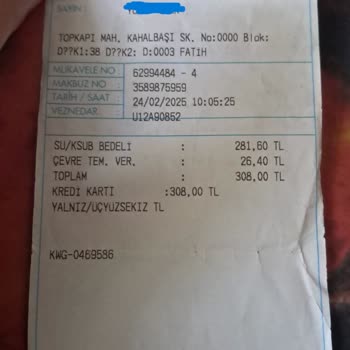 SAYIN :
TOPKAPI MAH. KAHALBAŞI SK. No:0000 Blok:
D??K1:38 D??K2: D:0003 FATIH
MUKAVELE NO 62994484 - 4
MAKBUZ NO 3589875959
TARİH / SAAT 24/02/2025 10:05:25
VEZNEDAR U12A90852
SU/KSUB BEDELI : 281,60 TL
ÇEVRE TEM. VER. : 26,40 TL
TOPLAM : 308,00 TL
KREDI KARTI :308,00 TL
YALNIZ/ÜÇYÜZSEKIZ TL
KWG-0469586